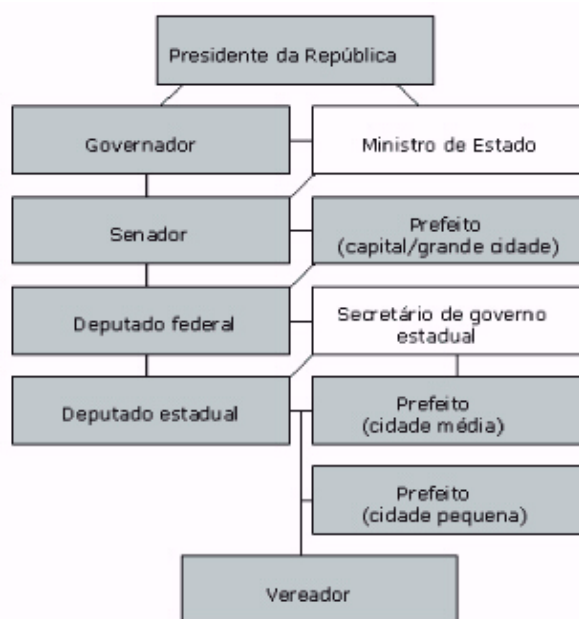 Presidente da República
Governador
Ministro de Estado
Senador
Prefeito
(capital/grande cidade)
Deputado federal
Secretário de governo
estadual
Deputado estadual
Prefeito
(cidade média)
Prefeito
(cidade pequena)
Vereador